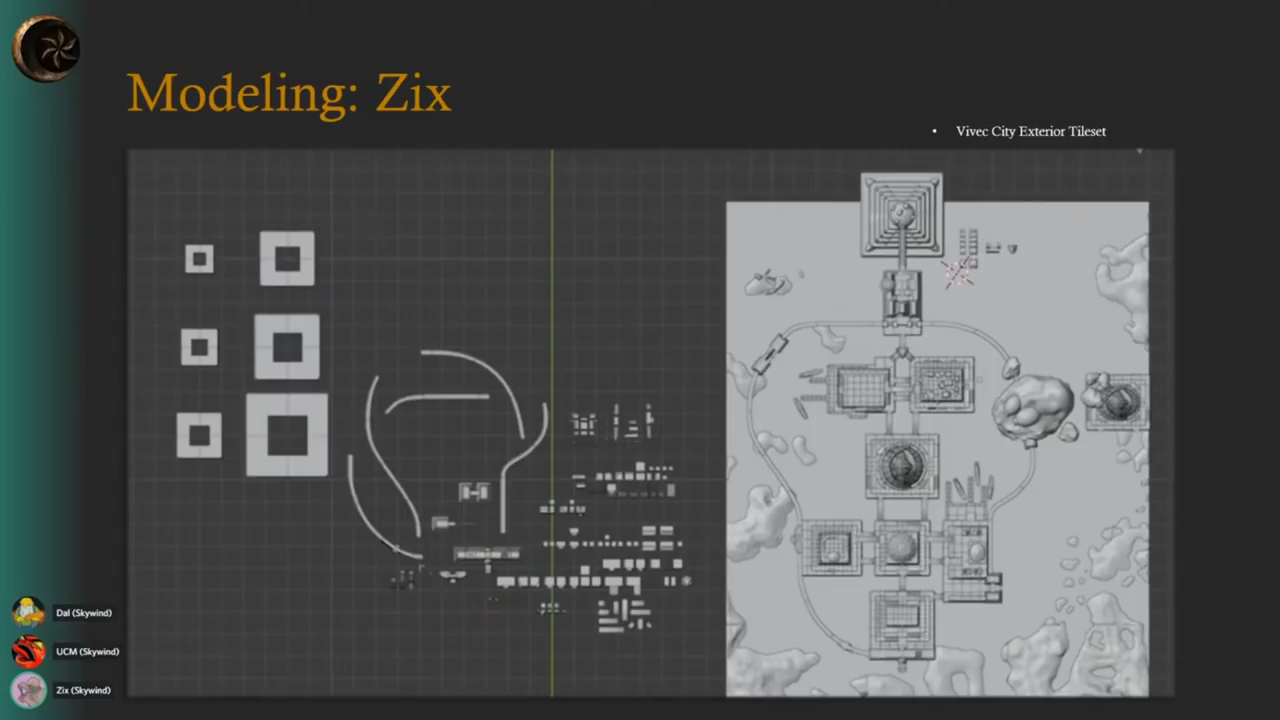 Modeling: Zix
• Vivec City Exterior Tileset
Dal (Skywind)
UCM (Skywind)
Zix (Skywind)